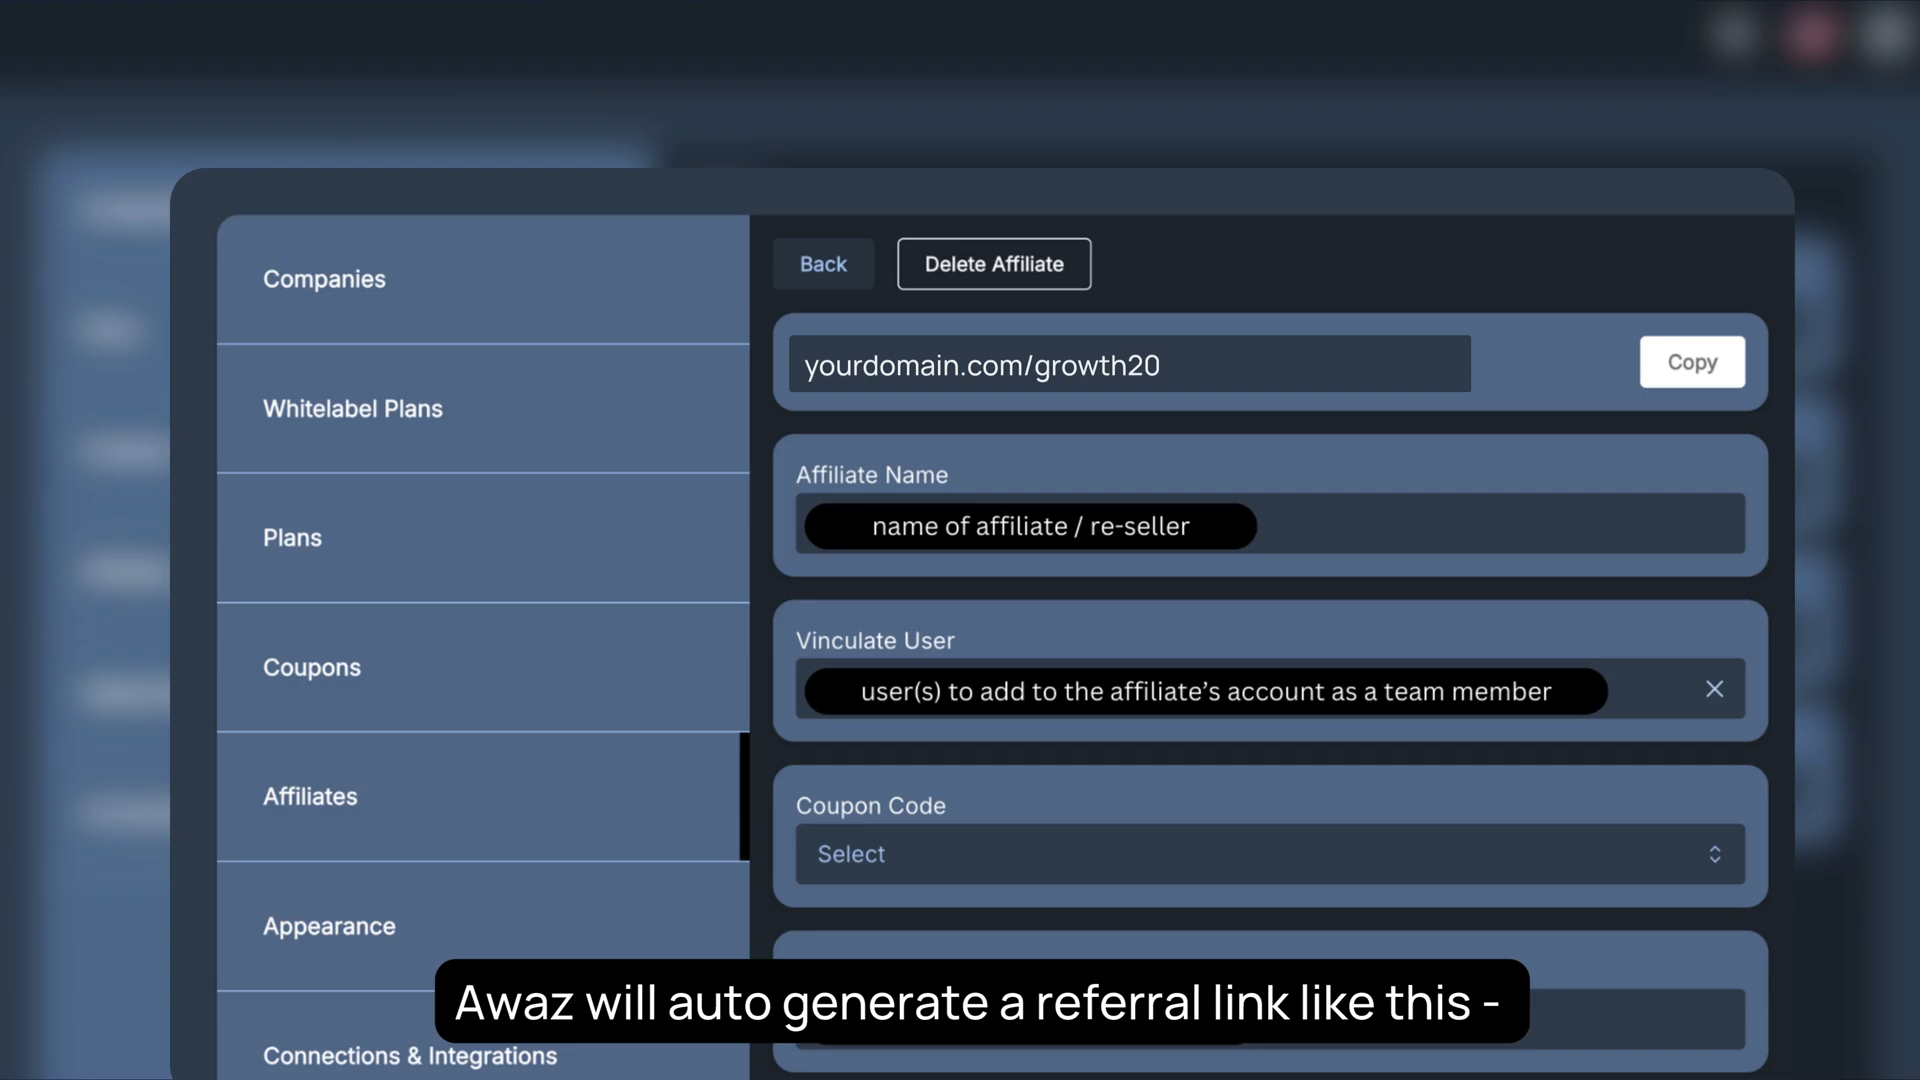 Companies
Whitelabel Plans
Plans
Coupons
Affiliates
Appearance
Connections & Integrations
Back
Delete Affiliate
yourdomain.com/growth20
Copy
Affiliate Name
name of affiliate / re-seller
Vinculate User
user(s) to add to the affiliate’s account as a team member
Coupon Code
Select
Awaz will auto generate a referral link like this -